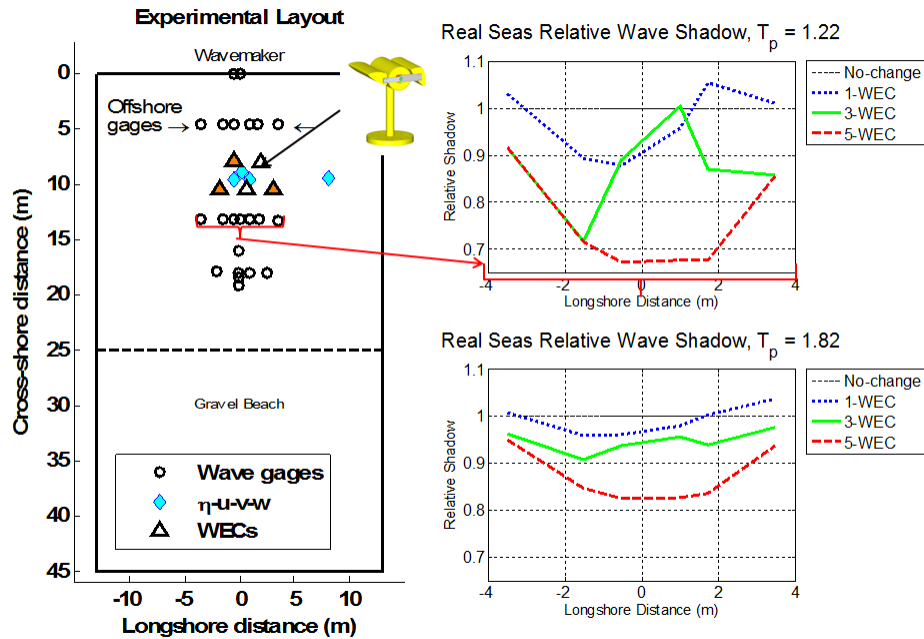 Experimental Layout
Wavemaker
Offshore
gages
Gravel Beach
Wave gages
η-u-v-w
WECs
0
5
10
15
20
25
30
35
40
45
Cross-shore distance (m)
-10
-5
0
5
10
Longshore distance (m)
Real Seas Relative Wave Shadow, Tp = 1.22
1.1
1
0.9
0.8
0.7
Relative Shadow
-4
-2
0
2
4
Longshore Distance (m)
No-change
1-WEC
3-WEC
5-WEC
Real Seas Relative Wave Shadow, Tp = 1.82
1.1
1
0.9
0.8
0.7
Relative Shadow
-4
-2
0
2
4
Longshore Distance (m)
No-change
1-WEC
3-WEC
5-WEC